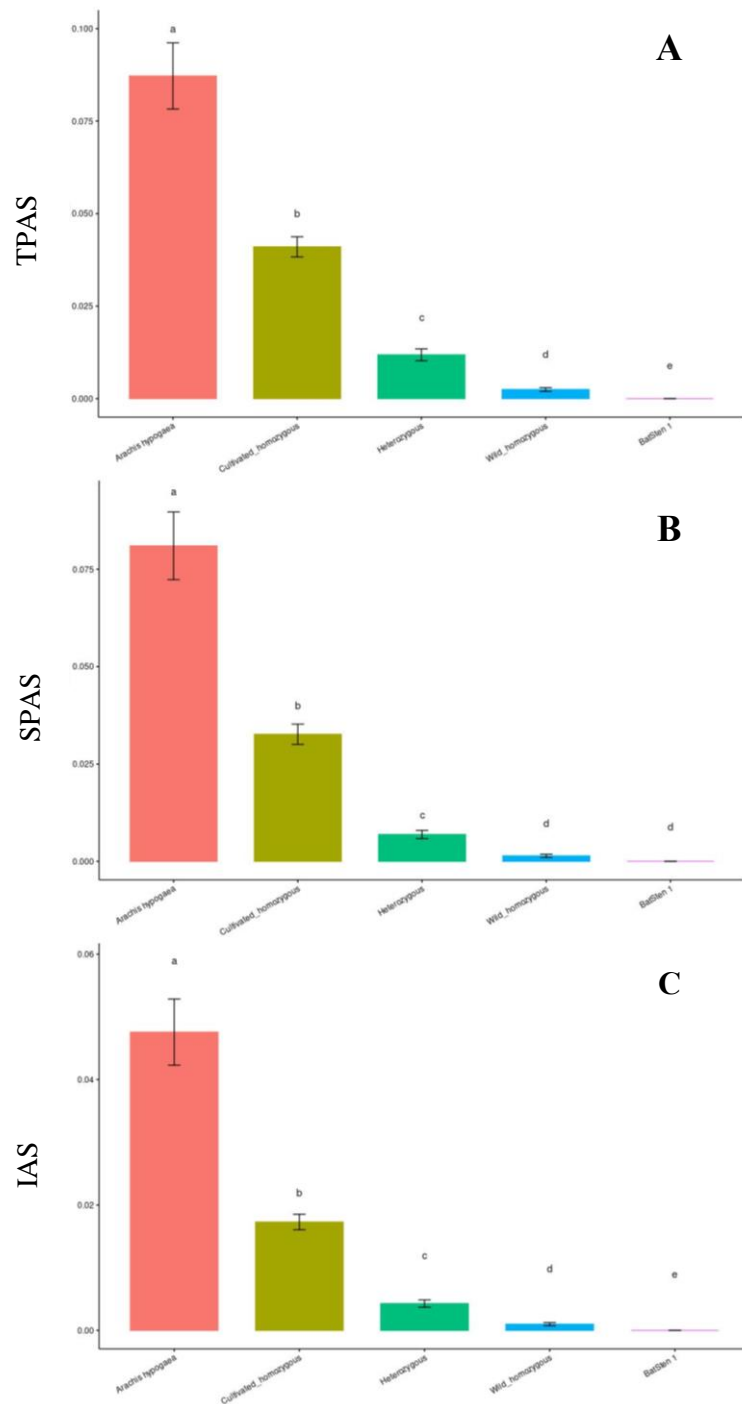 A
TPAS
0.100
0.075
0.050
0.025
0.000
a
b
c
d
e
Arachis hypogaea
Cultivated_homozygous
Heterozygous
Wild_homozygous
BatSten 1
B
SPAS
0.075
0.050
0.025
0.000
a
b
c
d
d
Arachis hypogaea
Cultivated_homozygous
Heterozygous
Wild_homozygous
BatSten 1
C
IAS
0.06
0.04
0.02
0.00
a
b
c
d
e
Arachis hypogaea
Cultivated_homozygous
Heterozygous
Wild_homozygous
BatSten 1